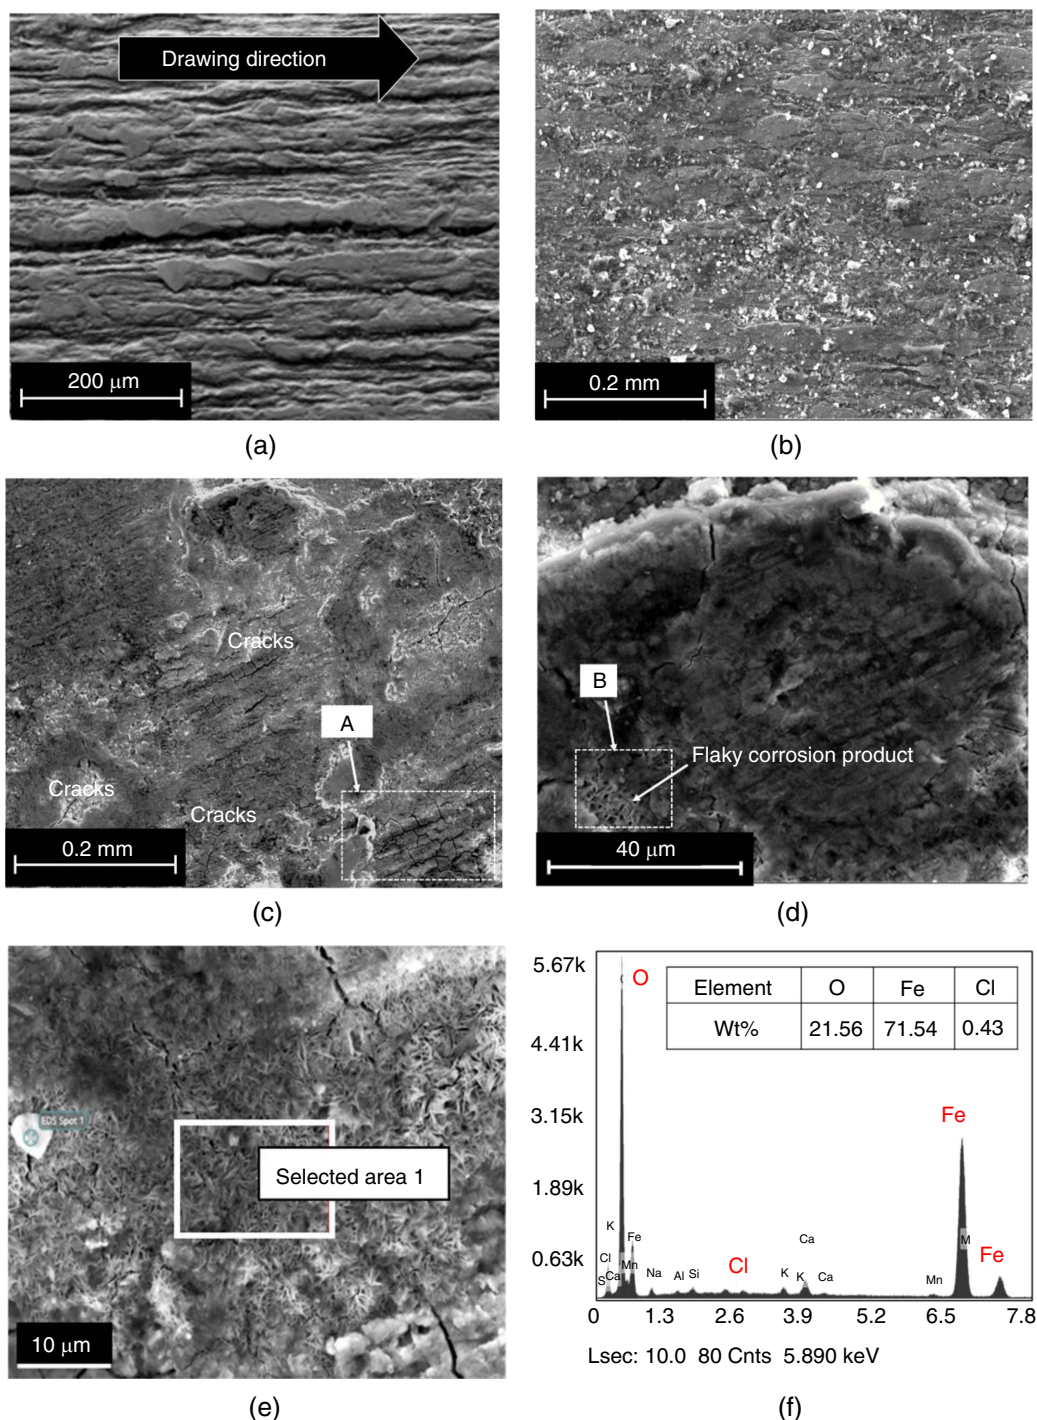 Drawing direction
200 μm
(a)
0.2 mm
(b)
Cracks
A
Cracks
Cracks
0.2 mm
(c)
B
Flaky corrosion product
40 μm
(d)
EDS Spot 1
Selected area 1
10 μm
(e)
5.67k
4.41k
3.15k
1.89k
0.63k
O
Element O Fe Cl
Wt% 21.56 71.54 0.43
Fe
K
Fe
Ca
M
Cl
Mn
Cl
Fe
S
Ca
Na
Al
Si
K
K
Ca
Mn
0 1.3 2.6 3.9 5.2 6.5 7.8
Lsec: 10.0 80 Cnts 5.890 keV
(f)